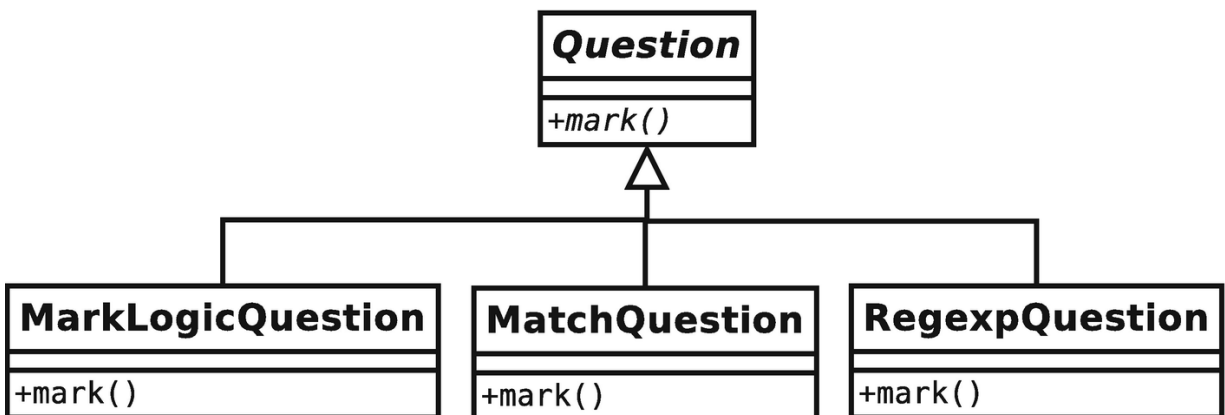 Question
+mark()
MarkLogicQuestion
+mark()
MatchQuestion
+mark()
RegexpQuestion
+mark()